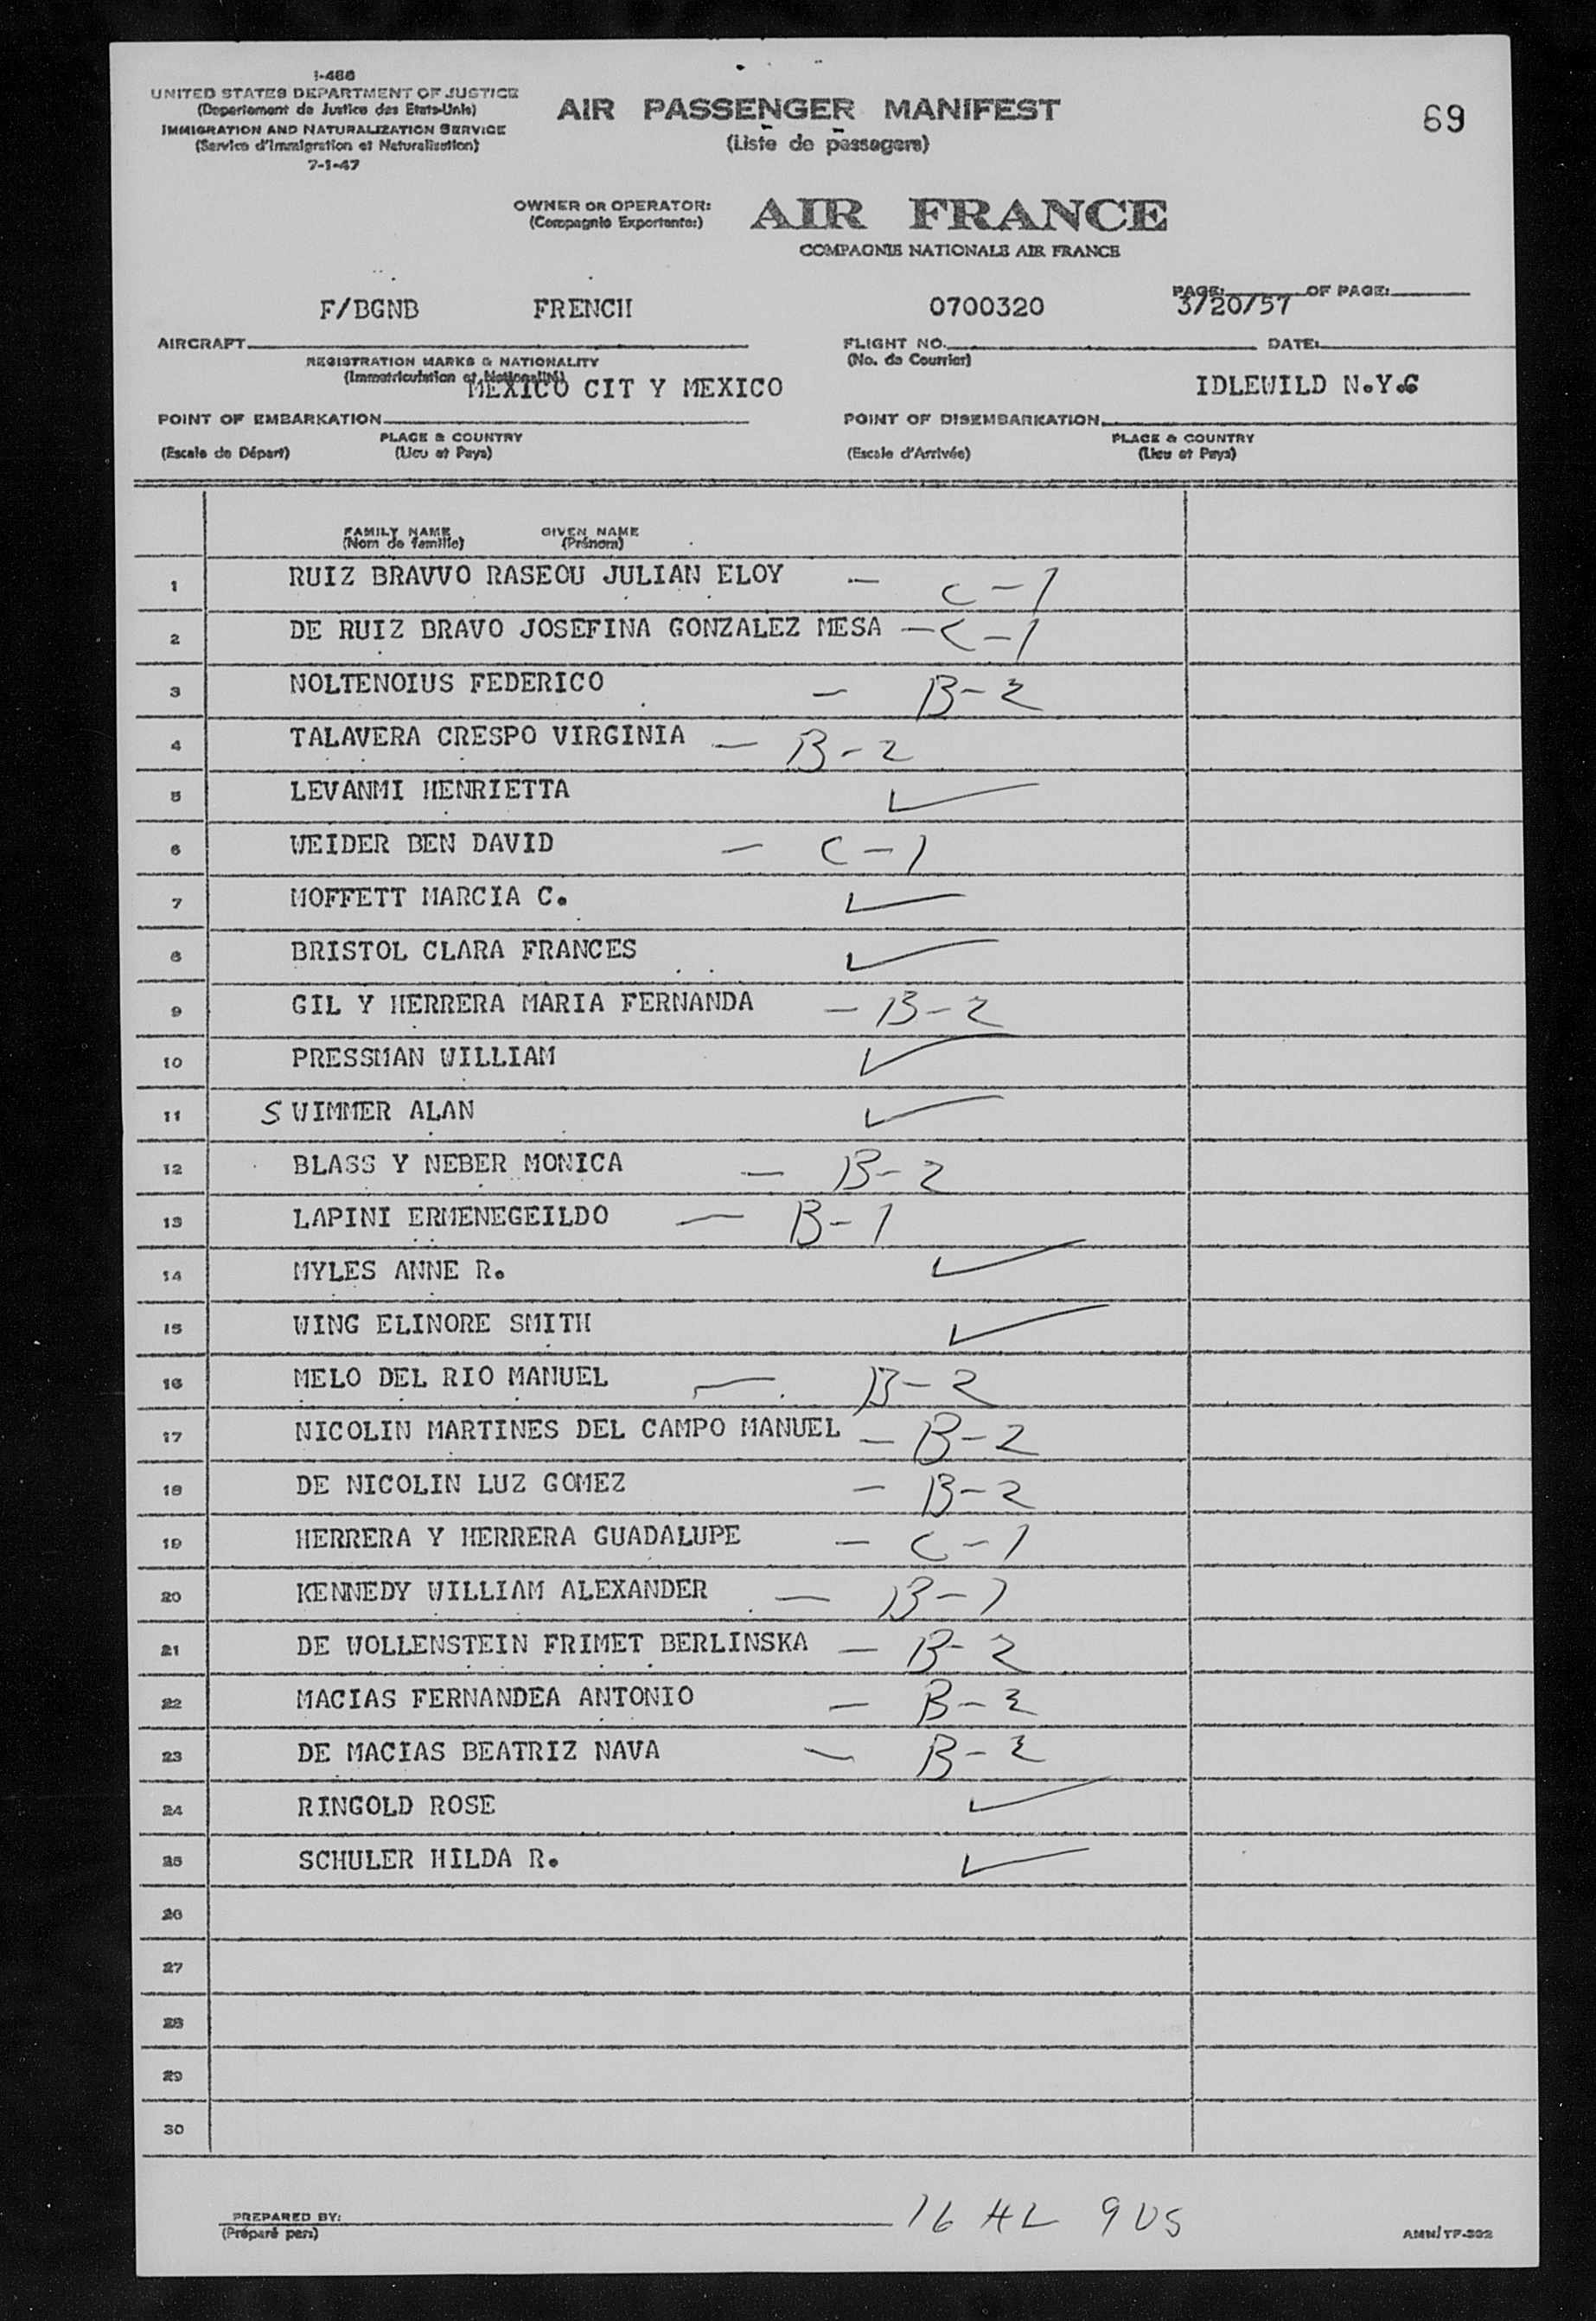 I-466
UNITED STATES DEPARTMENT OF JUSTICE
(Departement de Justice des Etats-Unis)
IMMIGRATION AND NATURALIZATION SERVICE
(Service d'Immigration et Naturalisation)
7-1-47
AIR PASSENGER MANIFEST
(Liste de passagers)
69
OWNER OR OPERATOR: AIR FRANCE
(Compagnie Exportante:)
COMPAGNIE NATIONALE AIR FRANCE
PAGE: OF PAGE:
F/BGNB FRENCH 0700320 3/20/57
AIRCRAFT FLIGHT NO. DATE:
REGISTRATION MARKS & NATIONALITY (No. de Courrier)
(Immatriculation et Nationalité)
MEXICO CIT Y MEXICO IDLEWILD N.Y.C
POINT OF EMBARKATION POINT OF DISEMBARKATION
PLACE & COUNTRY PLACE & COUNTRY
(Escale de Départ) (Lieu et Pays) (Escale d'Arrivée) (Lieu et Pays)
FAMILY NAME GIVEN NAME
(Nom de famille) (Prénom)
1 RUIZ BRAVVO RASEOU JULIAN ELOY — C-1
2 DE RUIZ BRAVO JOSEFINA GONZALEZ MESA — C-1
3 NOLTENOIUS FEDERICO — B-2
4 TALAVERA CRESPO VIRGINIA — B-2
5 LEVANMI HENRIETTA ✓
6 WEIDER BEN DAVID — C-1
7 MOFFETT MARCIA C. ✓
8 BRISTOL CLARA FRANCES ✓
9 GIL Y HERRERA MARIA FERNANDA — B-2
10 PRESSMAN WILLIAM ✓
11 SWIMMER ALAN ✓
12 BLASS Y NEBER MONICA — B-2
13 LAPINI ERMENEGEILDO — B-1
14 MYLES ANNE R. ✓
15 WING ELINORE SMITH ✓
16 MELO DEL RIO MANUEL — B-2
17 NICOLIN MARTINES DEL CAMPO MANUEL — B-2
18 DE NICOLIN LUZ GOMEZ — B-2
19 HERRERA Y HERRERA GUADALUPE — C-1
20 KENNEDY WILLIAM ALEXANDER — B-1
21 DE WOLLENSTEIN FRIMET BERLINSKA — B-2
22 MACIAS FERNANDEA ANTONIO — B-2
23 DE MACIAS BEATRIZ NAVA — B-2
24 RINGOLD ROSE ✓
25 SCHULER HILDA R. ✓
26
27
28
29
30
PREPARED BY: 16 AL 9 US
(Préparé par:) AMN/TF-302